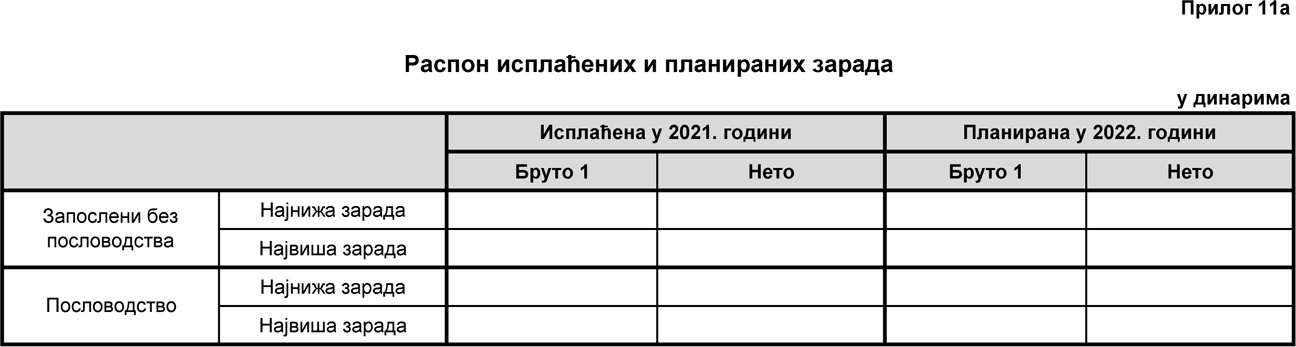 Прилог 11а
Распон исплаћених и планираних зарада
у динарима
Исплаћена у 2021. години Планирана у 2022. години
Бруто 1 Нето Бруто 1 Нето
Запослени без
пословодства
Најнижа зарада
Највиша зарада
Пословодство
Најнижа зарада
Највиша зарада